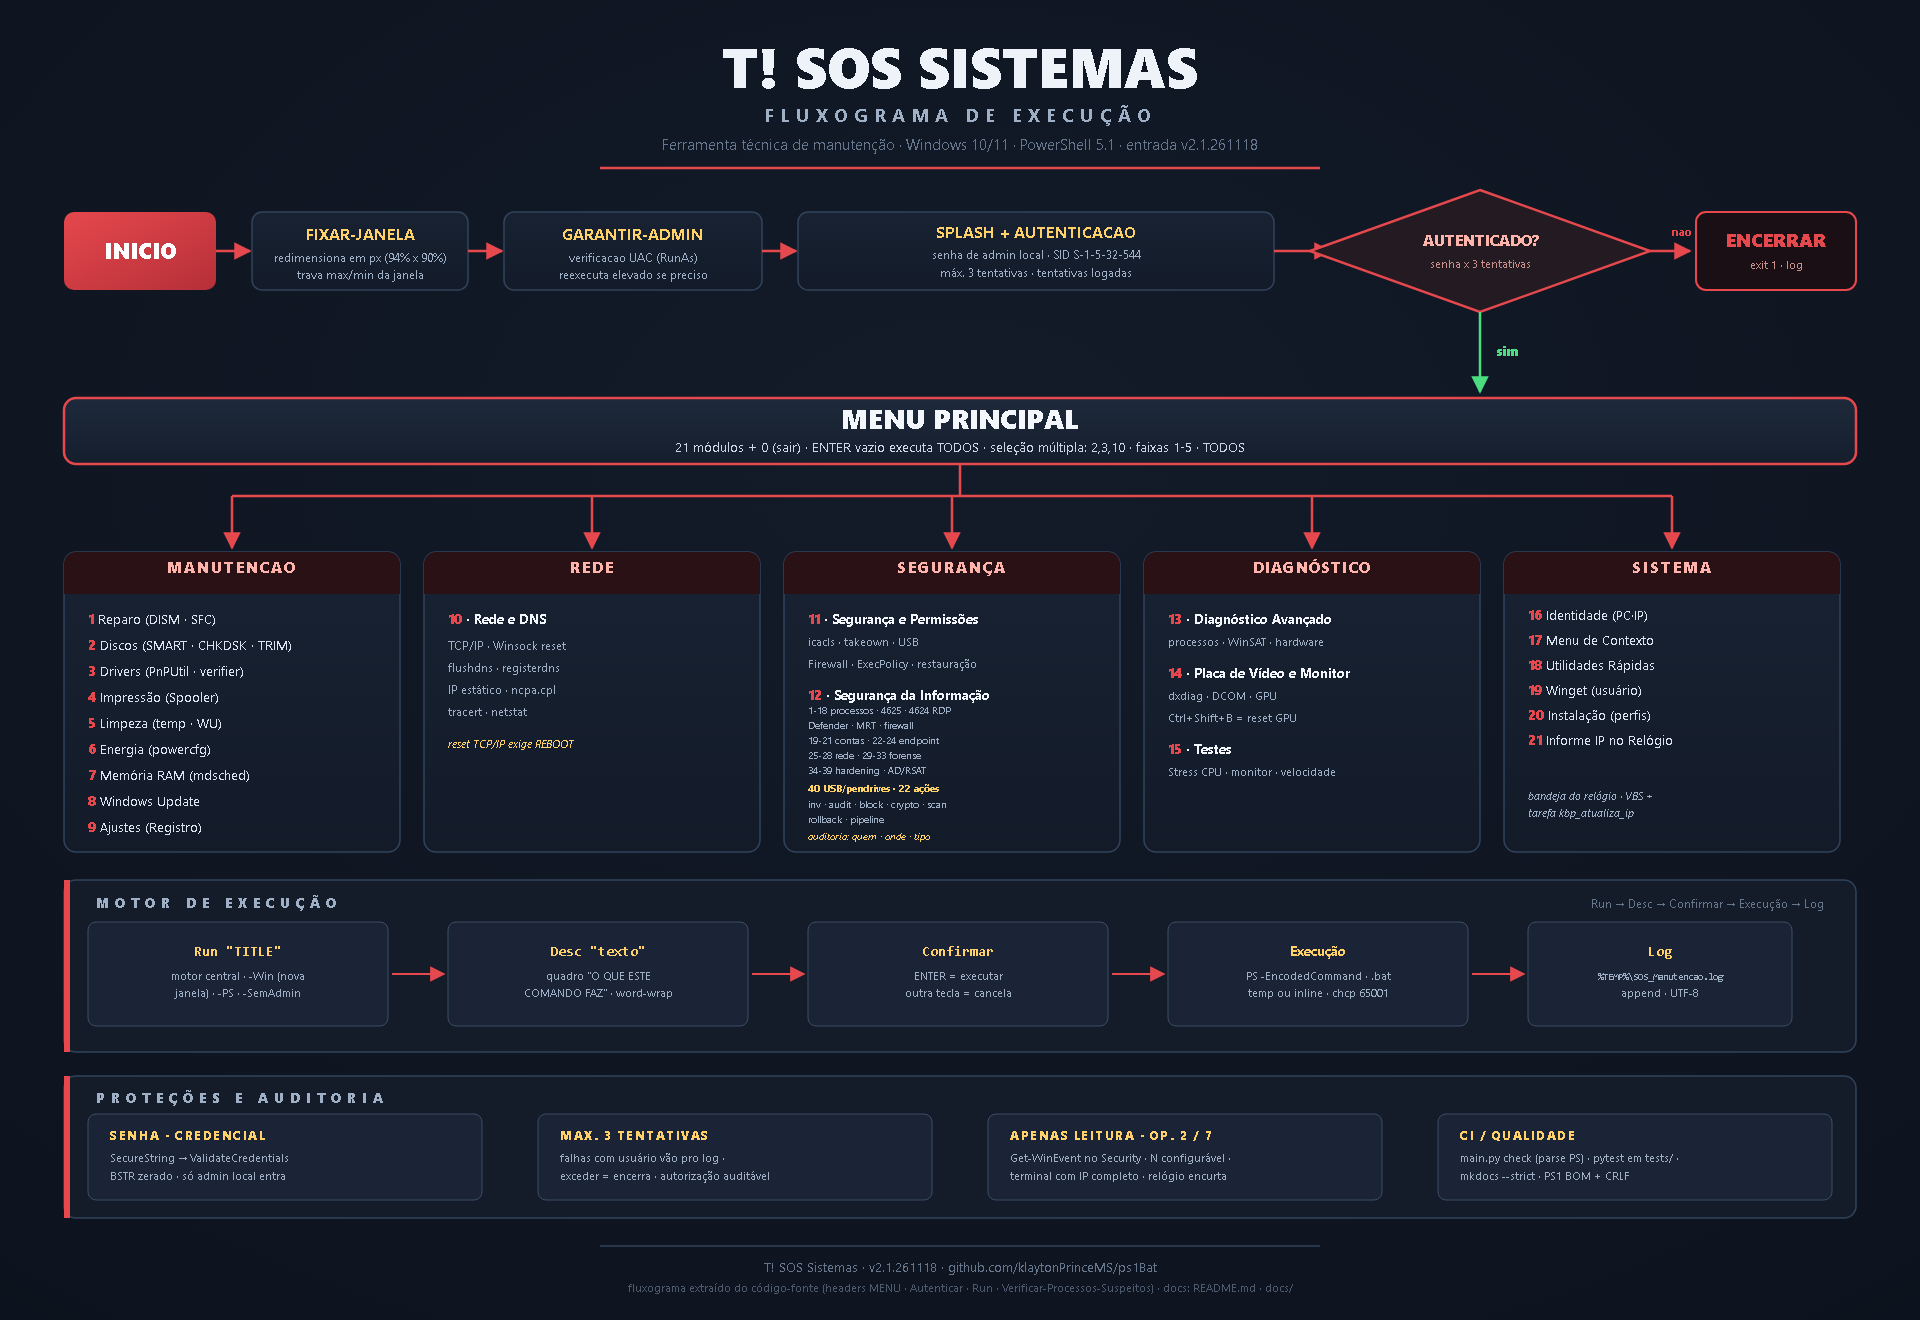 T! SOS SISTEMAS
FLUXOGRAMA DE EXECUÇÃO
Ferramenta técnica de manutenção · Windows 10/11 · PowerShell 5.1 · entrada v2.1.261118
INICIO
FIXAR-JANELA
redimensiona em px (94% x 90%)
trava max/min da janela
GARANTIR-ADMIN
verificacao UAC (RunAs)
reexecuta elevado se preciso
SPLASH + AUTENTICACAO
senha de admin local · SID S-1-5-32-544
máx. 3 tentativas · tentativas logadas
AUTENTICADO?
senha x 3 tentativas
nao
ENCERRAR
exit 1 · log
sim
MENU PRINCIPAL
21 módulos + 0 (sair) · ENTER vazio executa TODOS · seleção múltipla: 2,3,10 · faixas 1-5 · TODOS
MANUTENCAO
1 Reparo (DISM · SFC)
2 Discos (SMART · CHKDSK · TRIM)
3 Drivers (PnPUtil · verifier)
4 Impressão (Spooler)
5 Limpeza (temp · WU)
6 Energia (powercfg)
7 Memória RAM (mdsched)
8 Windows Update
9 Ajustes (Registro)
REDE
10 · Rede e DNS
TCP/IP · Winsock reset
flushdns · registerdns
IP estático · ncpa.cpl
tracert · netstat
reset TCP/IP exige REBOOT
SEGURANÇA
11 · Segurança e Permissões
icacls · takeown · USB
Firewall · ExecPolicy · restauração
12 · Segurança da Informação
1-18 processos · 4625 · 4624 RDP
Defender · MRT · firewall
19-21 contas · 22-24 endpoint
25-28 rede · 29-33 forense
34-39 hardening · AD/RSAT
40 USB/pendrives · 22 ações
inv · audit · block · crypto · scan
rollback · pipeline
auditoria: quem · onde · tipo
DIAGNÓSTICO
13 · Diagnóstico Avançado
processos · WinSAT · hardware
14 · Placa de Vídeo e Monitor
dxdiag · DCOM · GPU
Ctrl+Shift+B = reset GPU
15 · Testes
Stress CPU · monitor · velocidade
SISTEMA
16 Identidade (PC·IP)
17 Menu de Contexto
18 Utilidades Rápidas
19 Winget (usuário)
20 Instalação (perfis)
21 Informe IP no Relógio
bandeja do relógio · VBS +
tarefa kbp_atualiza_ip
MOTOR DE EXECUÇÃO
Run → Desc → Confirmar → Execução → Log
Run "TITLE"
motor central · -Win (nova
janela) · -PS · -SemAdmin
Desc "texto"
quadro "O QUE ESTE
COMANDO FAZ" · word-wrap
Confirmar
ENTER = executar
outra tecla = cancela
Execução
PS -EncodedCommand · .bat
temp ou inline · chcp 65001
Log
%TEMP%\SOS_Manutencao.log
append · UTF-8
PROTEÇÕES E AUDITORIA
SENHA · CREDENCIAL
SecureString → ValidateCredentials
BSTR zerado · só admin local entra
MAX. 3 TENTATIVAS
falhas com usuário vão pro log ·
exceder = encerra · autorização auditável
APENAS LEITURA · OP. 2 / 7
Get-WinEvent no Security · N configurável ·
terminal com IP completo · relógio encurta
CI / QUALIDADE
main.py check (parse PS) · pytest em tests/ ·
mkdocs --strict · PS1 BOM + CRLF
T! SOS Sistemas · v2.1.261118 · github.com/klaytonPrinceMS/ps1Bat
fluxograma extraído do código-fonte (headers MENU · Autenticar · Run · Verificar-Processos-Suspeitos) · docs: README.md · docs/